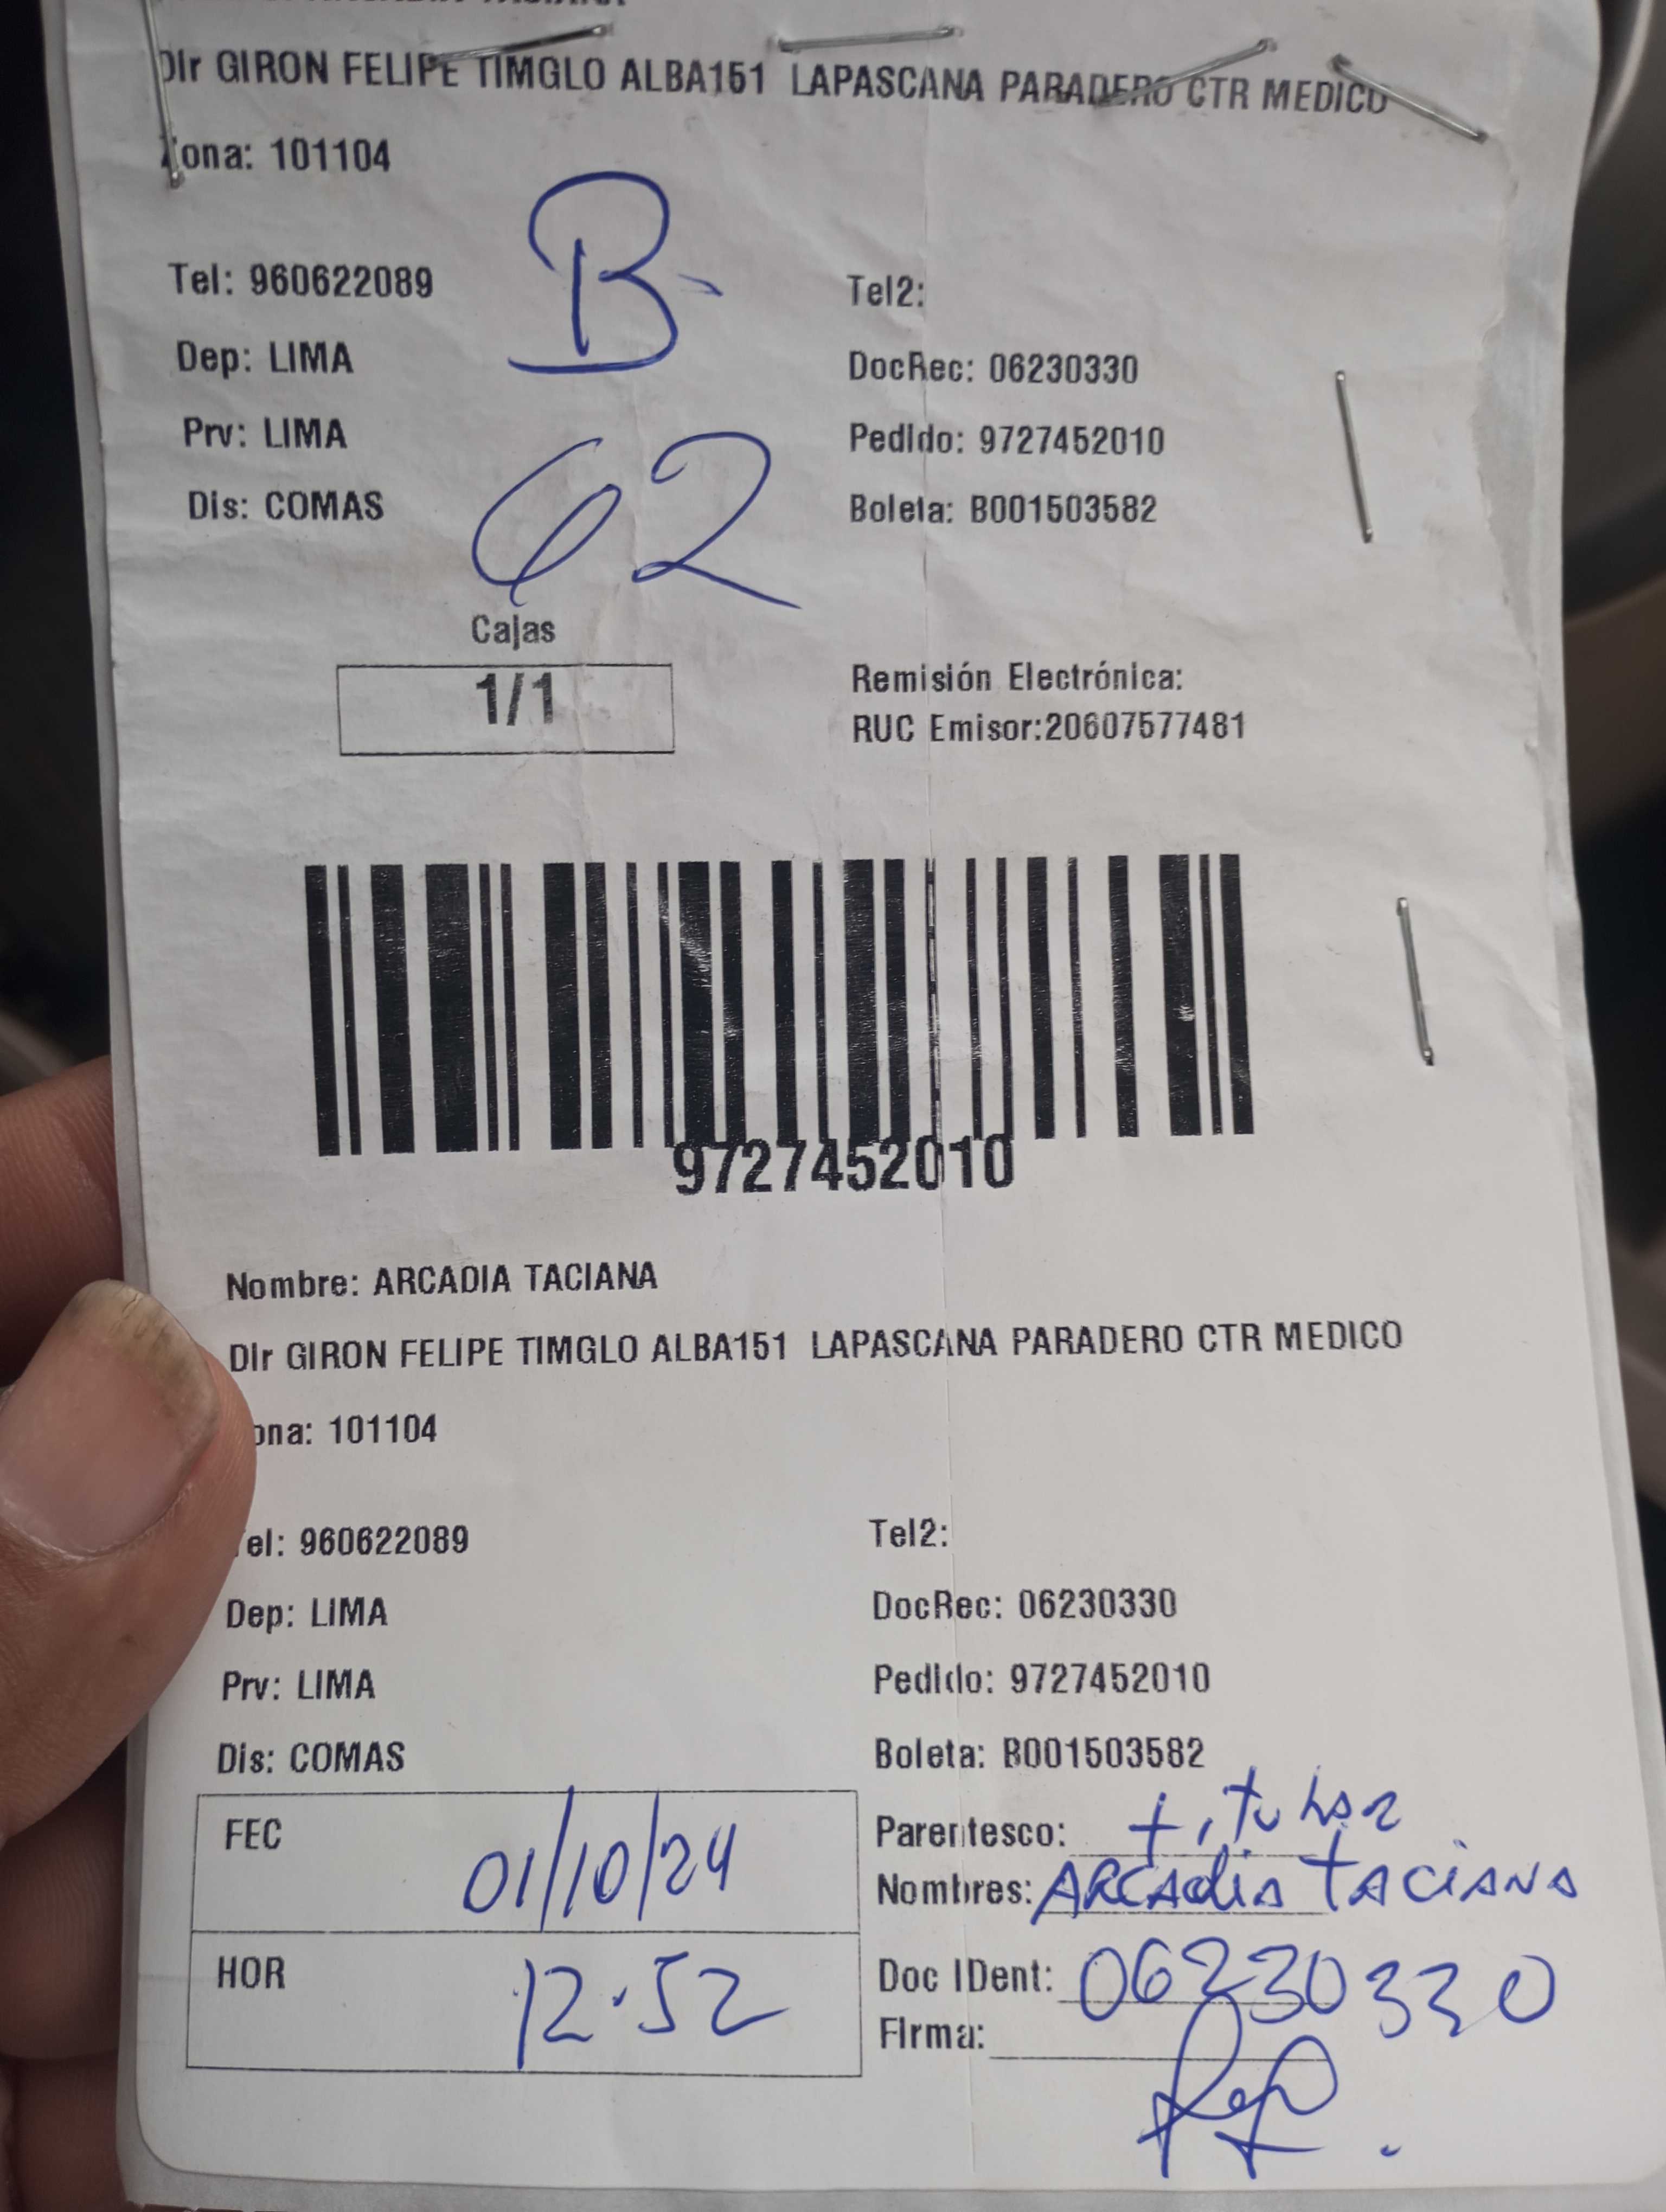 Dir GIRON FELIPE TIMGLO ALBA151 LAPASCANA PARADERO CTR MEDICO
Zona: 101104
B-
Tel: 960622089 Tel2:
Dep: LIMA DocRec: 06230330
Prv: LIMA Pedido: 9727452010
Dis: COMAS Boleta: B001503582
62
Cajas
1/1
Remisión Electrónica:
RUC Emisor:20607577481
9727452010
Nombre: ARCADIA TACIANA
Dir GIRON FELIPE TIMGLO ALBA151 LAPASCANA PARADERO CTR MEDICO
ona: 101104
Tel: 960622089 Tel2:
Dep: LIMA DocRec: 06230330
Prv: LIMA Pedido: 9727452010
Dis: COMAS Boleta: B001503582
FEC 01/10/24
Parentesco: titular
Nombres: ARCAdiA TACiANA
HOR 12:52
Doc IDent: 06230330
Firma: